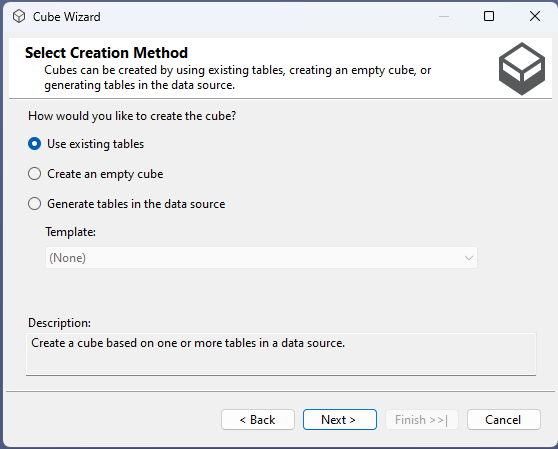 Cube Wizard
Select Creation Method
Cubes can be created by using existing tables, creating an empty cube, or
generating tables in the data source.
How would you like to create the cube?
Use existing tables
Create an empty cube
Generate tables in the data source
Template:
(None)
Description:
Create a cube based on one or more tables in a data source.
< Back
Next >
Finish >>|
Cancel